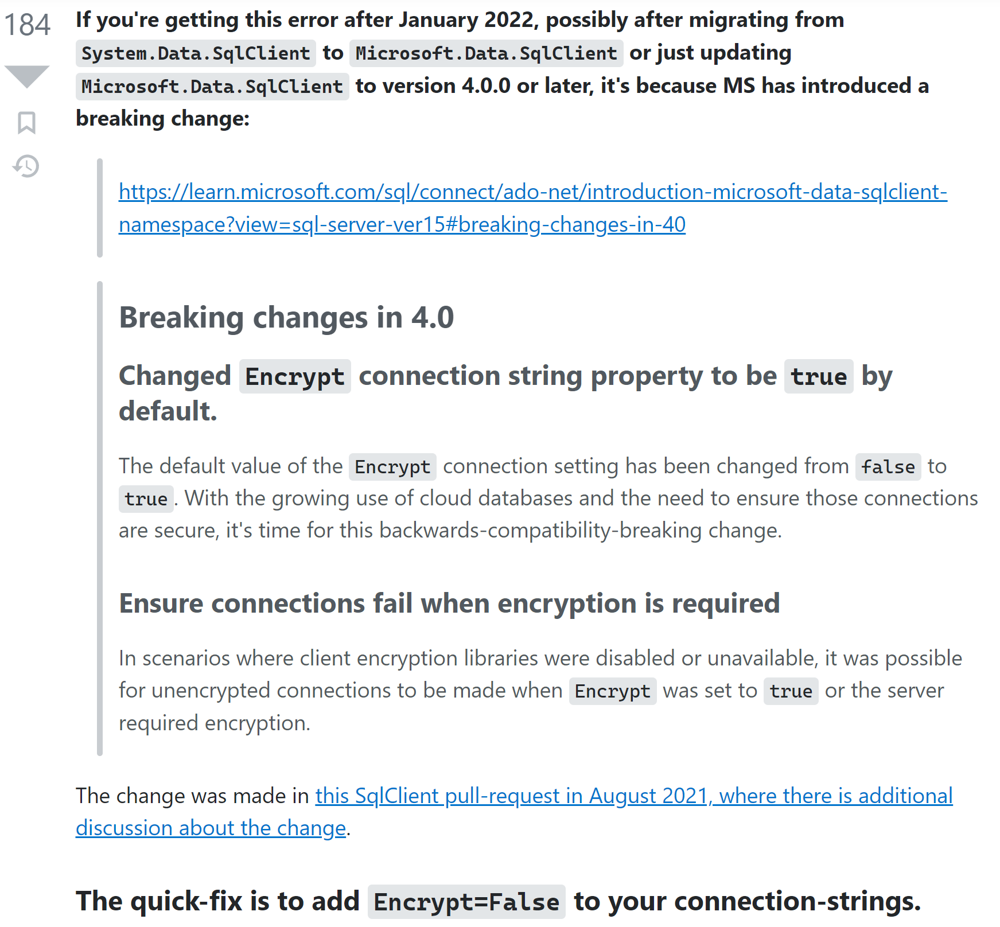 184
If you're getting this error after January 2022, possibly after migrating from
System.Data.SqlClient to Microsoft.Data.SqlClient or just updating
Microsoft.Data.SqlClient to version 4.0.0 or later, it's because MS has introduced a
breaking change:
https://learn.microsoft.com/sql/connect/ado-net/introduction-microsoft-data-sqlclient-
namespace?view=sql-server-ver15#breaking-changes-in-40
Breaking changes in 4.0
Changed Encrypt connection string property to be true by
default.
The default value of the Encrypt connection setting has been changed from false to
true. With the growing use of cloud databases and the need to ensure those connections
are secure, it's time for this backwards-compatibility-breaking change.
Ensure connections fail when encryption is required
In scenarios where client encryption libraries were disabled or unavailable, it was possible
for unencrypted connections to be made when Encrypt was set to true or the server
required encryption.
The change was made in this SqlClient pull-request in August 2021, where there is additional
discussion about the change.
The quick-fix is to add Encrypt=False to your connection-strings.